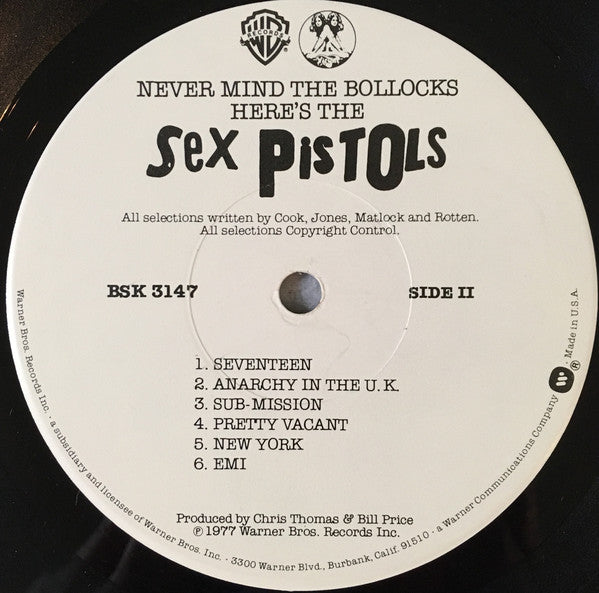 WB RECORDS ®
NEVER MIND THE BOLLOCKS
HERE'S THE
SeX PisTOLs
All selections written by Cook, Jones, Matlock and Rotten.
All selections Copyright Control.
BSK 3147
SIDE II
1. SEVENTEEN
2. ANARCHY IN THE U.K.
3. SUB-MISSION
4. PRETTY VACANT
5. NEW YORK
6. EMI
Produced by Chris Thomas & Bill Price
℗ 1977 Warner Bros. Records Inc.
Warner Bros. Records Inc. · a subsidiary and licensee of Warner Bros. Inc. · 3300 Warner Blvd., Burbank, Calif. 91510 · a Warner Communications Company ® · Made in U.S.A.